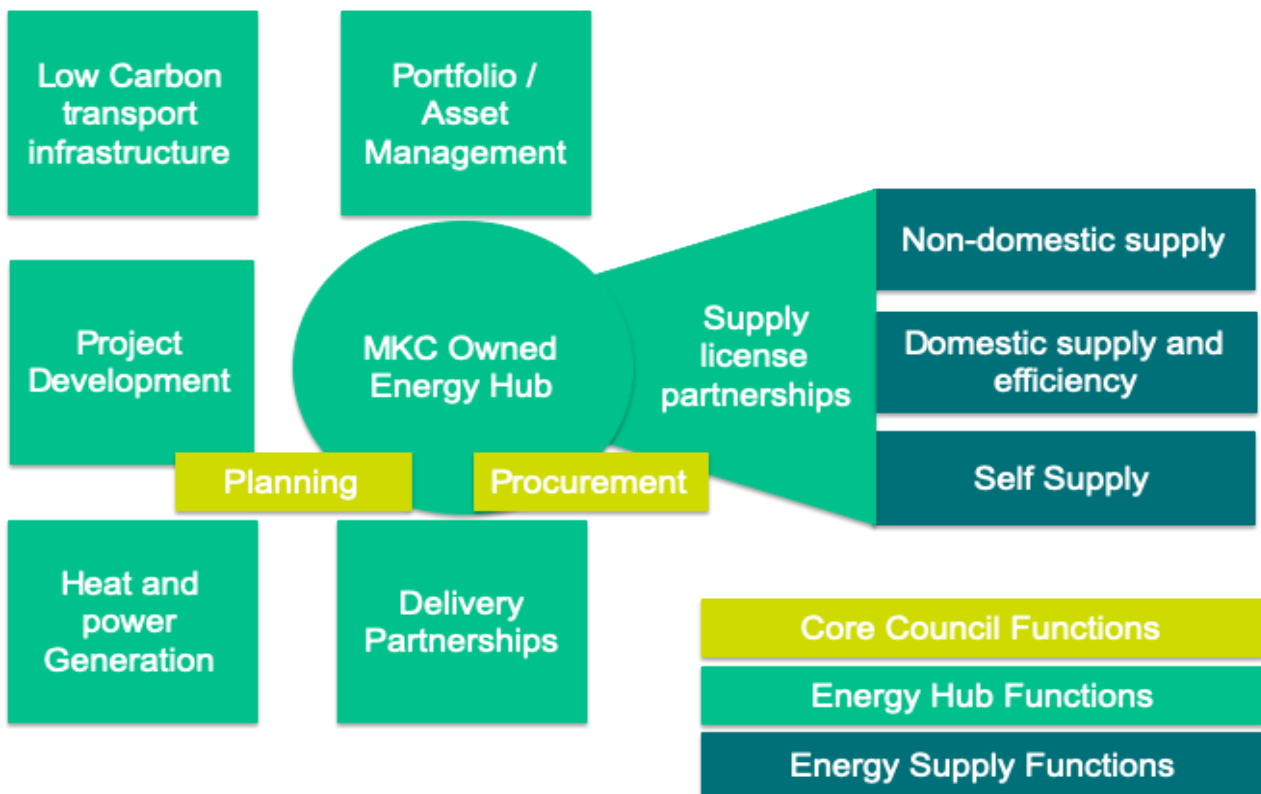 Low Carbon
transport
infrastructure
Portfolio /
Asset
Management
Project
Development
MKC Owned
Energy Hub
Supply
license
partnerships
Non-domestic supply
Domestic supply and
efficiency
Self Supply
Planning
Procurement
Heat and
power
Generation
Delivery
Partnerships
Core Council Functions
Energy Hub Functions
Energy Supply Functions